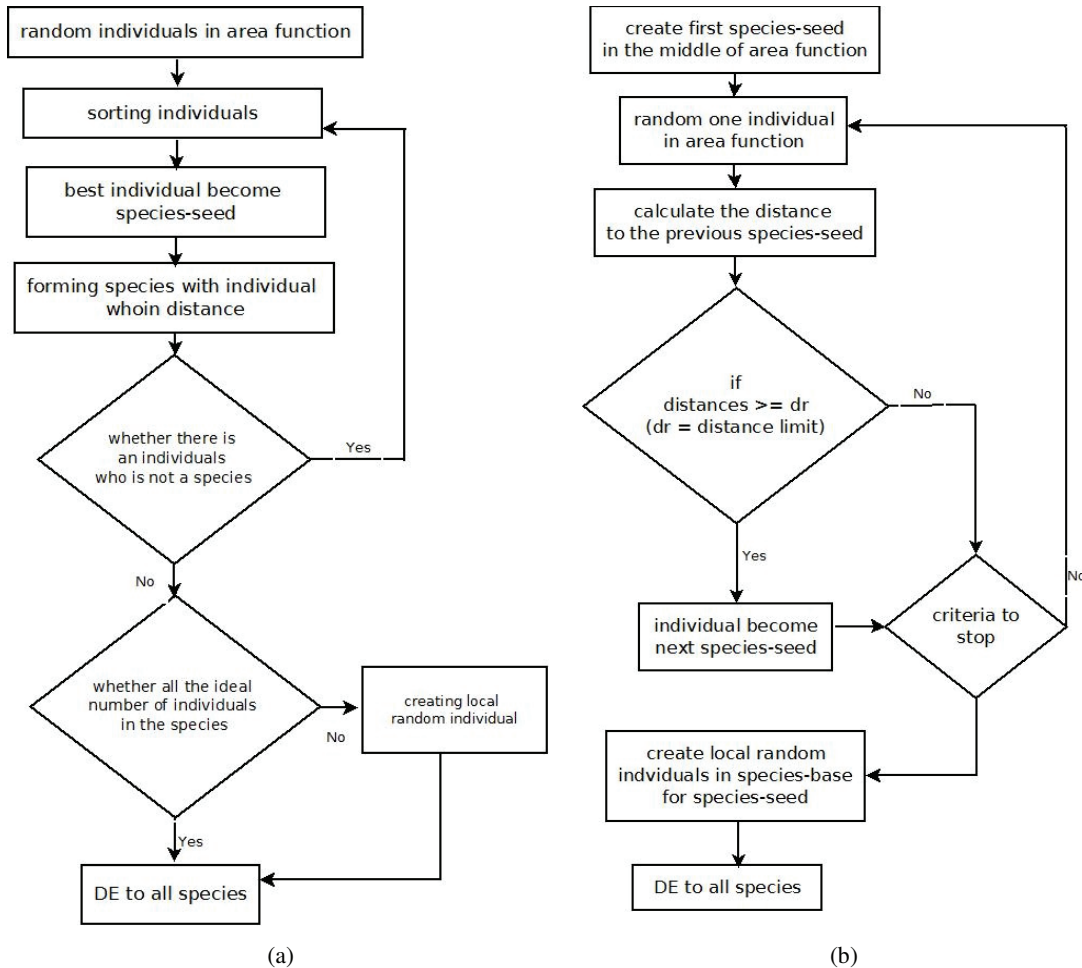 random individuals in area function
sorting individuals
best individual become
species-seed
forming species with individual
whoin distance
whether there is
an individuals
who is not a species
Yes
No
whether all the ideal
number of individuals
in the species
No
creating local
random individual
Yes
DE to all species
(a)
create first species-seed
in the middle of area function
random one individual
in area function
calculate the distance
to the previous species-seed
if
distances >= dr
(dr = distance limit)
No
Yes
individual become
next species-seed
criteria to
stop
No
create local random
indviduals in species-base
for species-seed
DE to all species
(b)